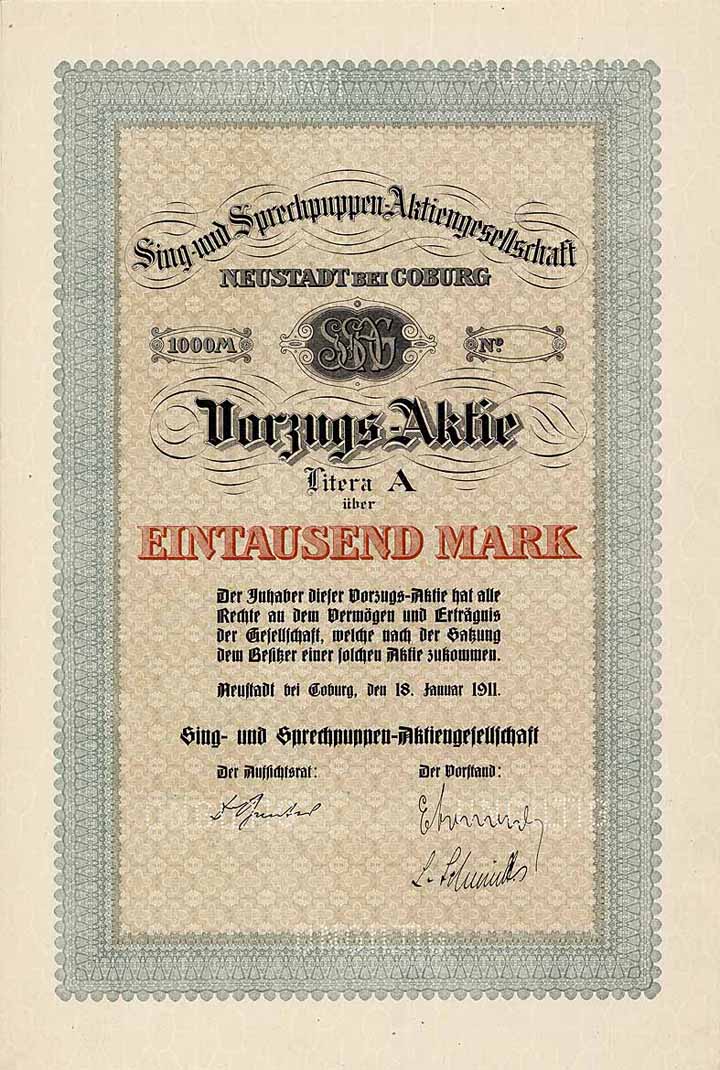 Sing- und Sprechpuppen-Aktiengesellschaft
NEUSTADT BEI COBURG
1000M
Nº
Vorzugs-Aktie
Litera A
über
EINTAUSEND MARK
Der Inhaber dieser Vorzugs-Aktie hat alle
Rechte an dem Vermögen und Erträgnis
der Gesellschaft, welche nach der Satzung
dem Besitzer einer solchen Aktie zukommen.
Neustadt bei Coburg, den 18. Januar 1911.
Sing- und Sprechpuppen-Aktiengesellschaft
Der Aufsichtsrat: Der Vorstand: